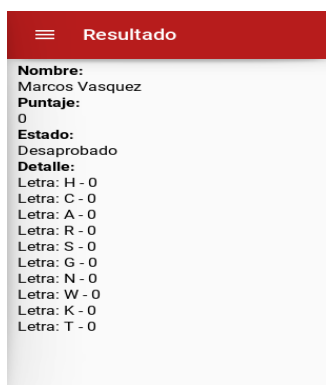 Resultado
Nombre:
Marcos Vasquez
Puntaje:
0
Estado:
Desaprobado
Detalle:
Letra: H - 0
Letra: C - 0
Letra: A - 0
Letra: R - 0
Letra: S - 0
Letra: G - 0
Letra: N - 0
Letra: W - 0
Letra: K - 0
Letra: T - 0